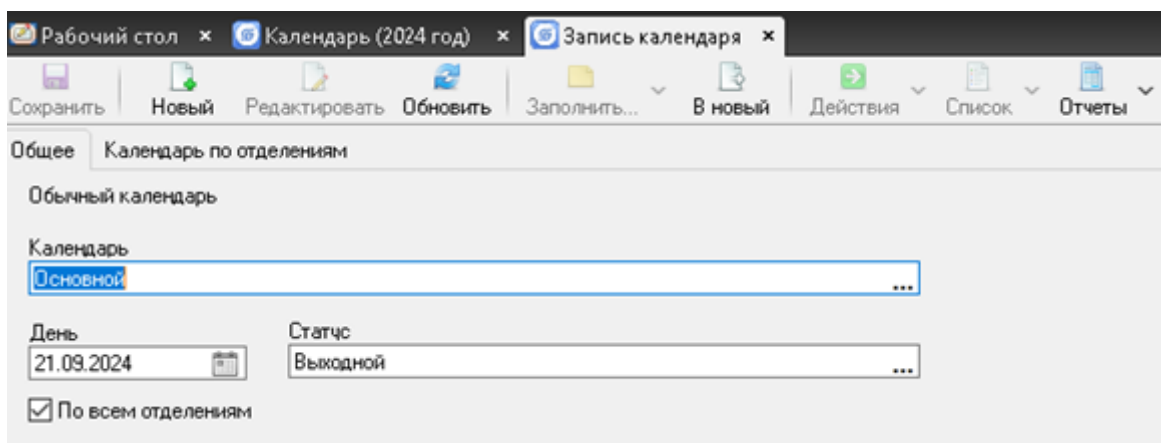 Рабочий стол Календарь (2024 год) Запись календаря
Сохранить Новый Редактировать Обновить Заполнить... В новый Действия Список Отчеты
Общее Календарь по отделениям
Обычный календарь
Календарь
Основной ...
День Статус
21.09.2024 Выходной ...
По всем отделениям